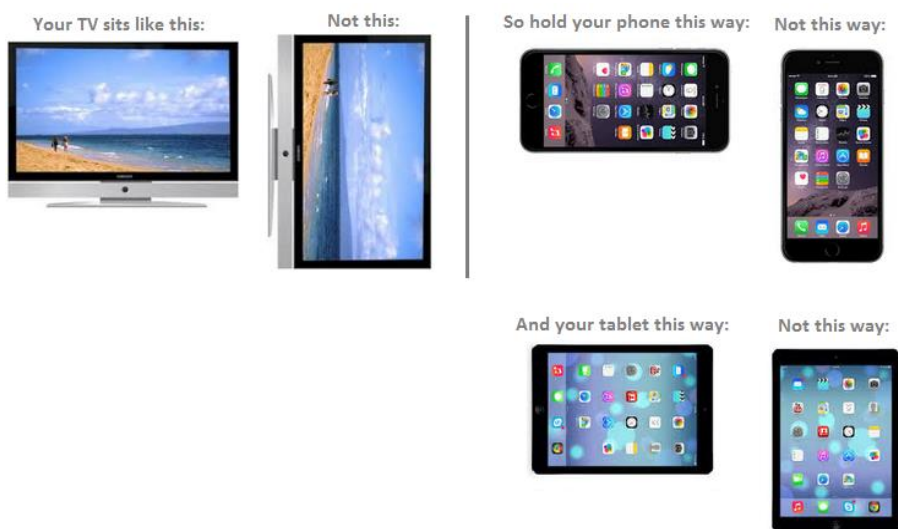 Your TV sits like this:
Not this:
So hold your phone this way:
Not this way:
And your tablet this way:
Not this way: